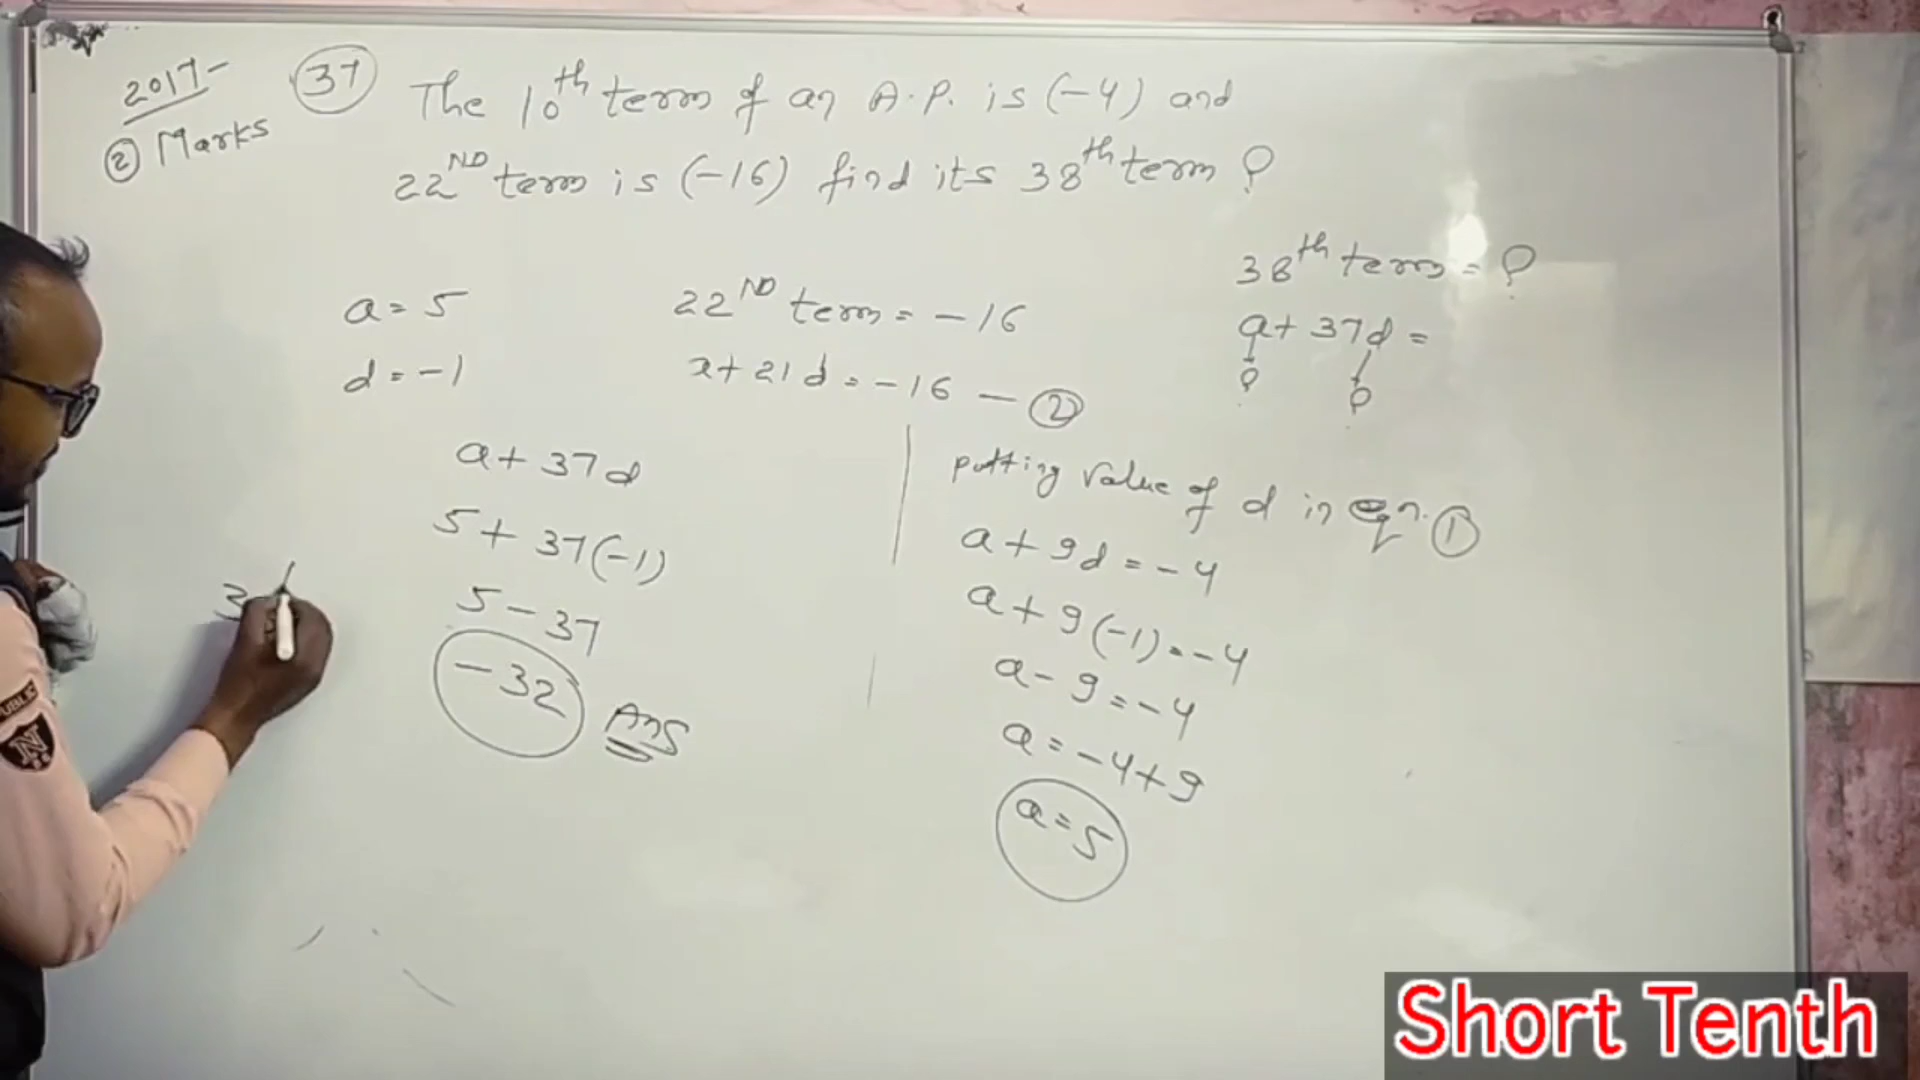 2017-
② Marks
37 The 10th term of an A.P. is (-4) and
22ND term is (-16) find its 38th term ?
38th term = ?
a + 37d =
? ?
a = 5
d = -1
22ND term = -16
a + 21d = -16 — ②
a + 37d
5 + 37(-1)
5 - 37
-32 Ans
3
putting value of d in eqn. ①
a + 9d = -4
a + 9(-1) = -4
a - 9 = -4
a = -4+9
a = 5
N
Short Tenth